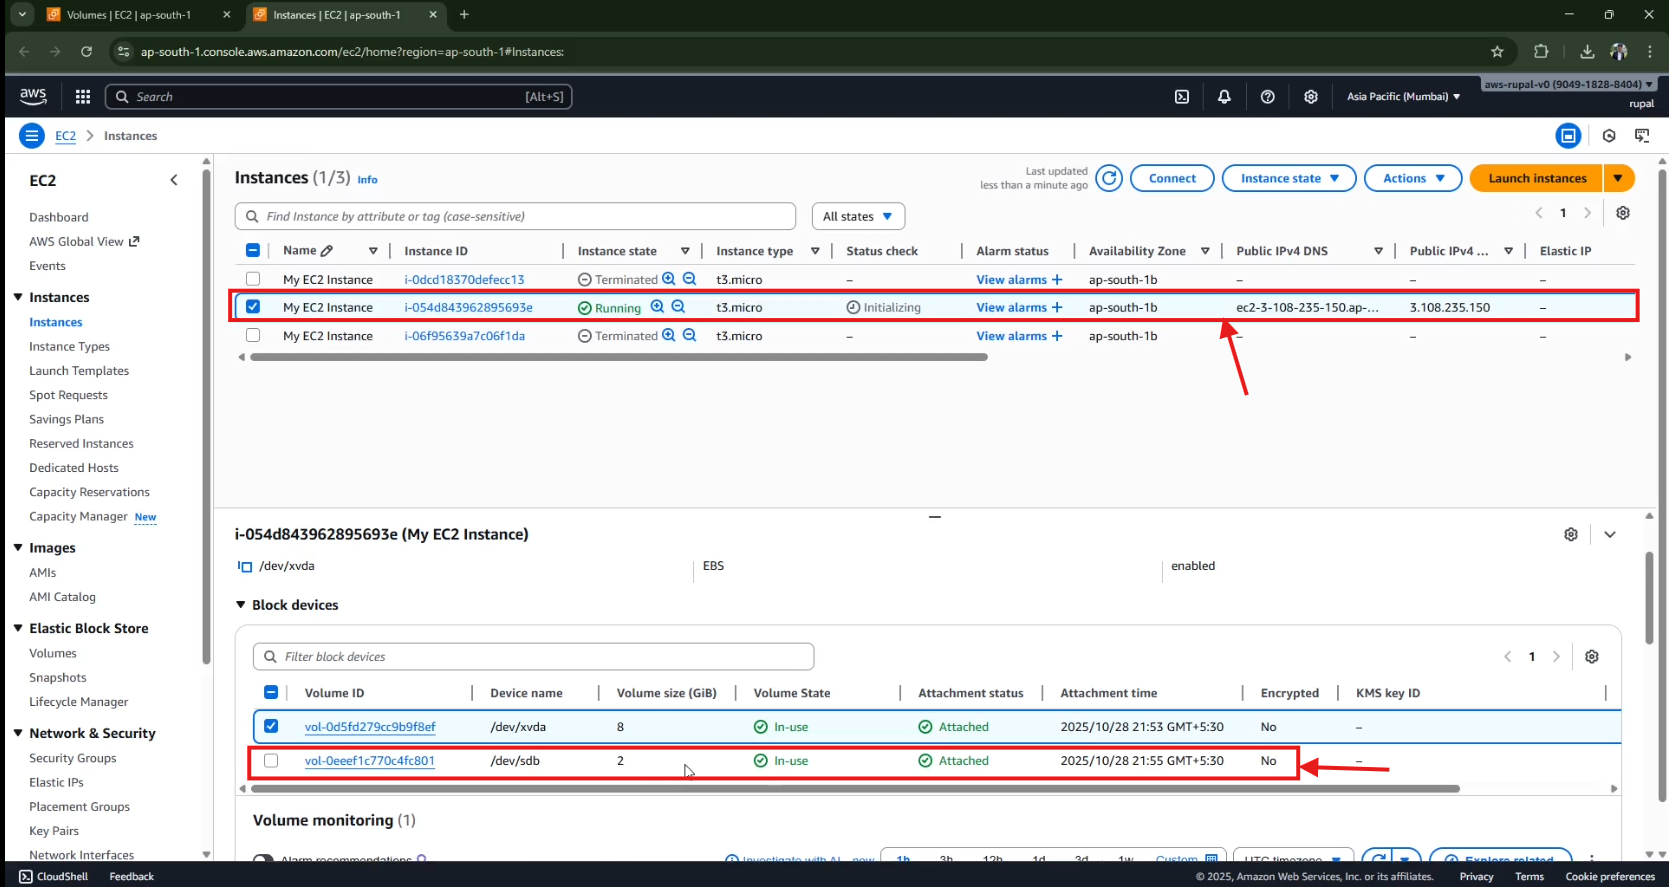 Volumes | EC2 | ap-south-1
Instances | EC2 | ap-south-1
ap-south-1.console.aws.amazon.com/ec2/home?region=ap-south-1#Instances:
aws
Search
[Alt+S]
Asia Pacific (Mumbai)
aws-rupal-v0 (9049-1828-8404)
rupal
EC2
Instances
EC2
Dashboard
AWS Global View
Events
Instances
Instances
Instance Types
Launch Templates
Spot Requests
Savings Plans
Reserved Instances
Dedicated Hosts
Capacity Reservations
Capacity Manager New
Images
AMIs
AMI Catalog
Elastic Block Store
Volumes
Snapshots
Lifecycle Manager
Network & Security
Security Groups
Elastic IPs
Placement Groups
Key Pairs
Network Interfaces
Instances (1/3) Info
Last updated
less than a minute ago
Connect
Instance state
Actions
Launch instances
Find Instance by attribute or tag (case-sensitive)
All states
1
Name Instance ID Instance state Instance type Status check Alarm status Availability Zone Public IPv4 DNS Public IPv4 ... Elastic IP
My EC2 Instance i-0dcd18370defecc13 Terminated t3.micro – View alarms + ap-south-1b – – –
My EC2 Instance i-054d843962895693e Running t3.micro Initializing View alarms + ap-south-1b ec2-3-108-235-150.ap-... 3.108.235.150 –
My EC2 Instance i-06f95639a7c06f1da Terminated t3.micro – View alarms + ap-south-1b – – –
i-054d843962895693e (My EC2 Instance)
/dev/xvda EBS enabled
Block devices
Filter block devices
1
Volume ID Device name Volume size (GiB) Volume State Attachment status Attachment time Encrypted KMS key ID
vol-0d5fd279cc9b9f8ef /dev/xvda 8 In-use Attached 2025/10/28 21:53 GMT+5:30 No –
vol-0eeef1c770c4fc801 /dev/sdb 2 In-use Attached 2025/10/28 21:55 GMT+5:30 No –
Volume monitoring (1)
Alarm recommendations
Investigate with AI - new
1h 3h 12h 1d 3d 1w Custom
UTC timezone
Explore related
CloudShell Feedback
© 2025, Amazon Web Services, Inc. or its affiliates. Privacy Terms Cookie preferences